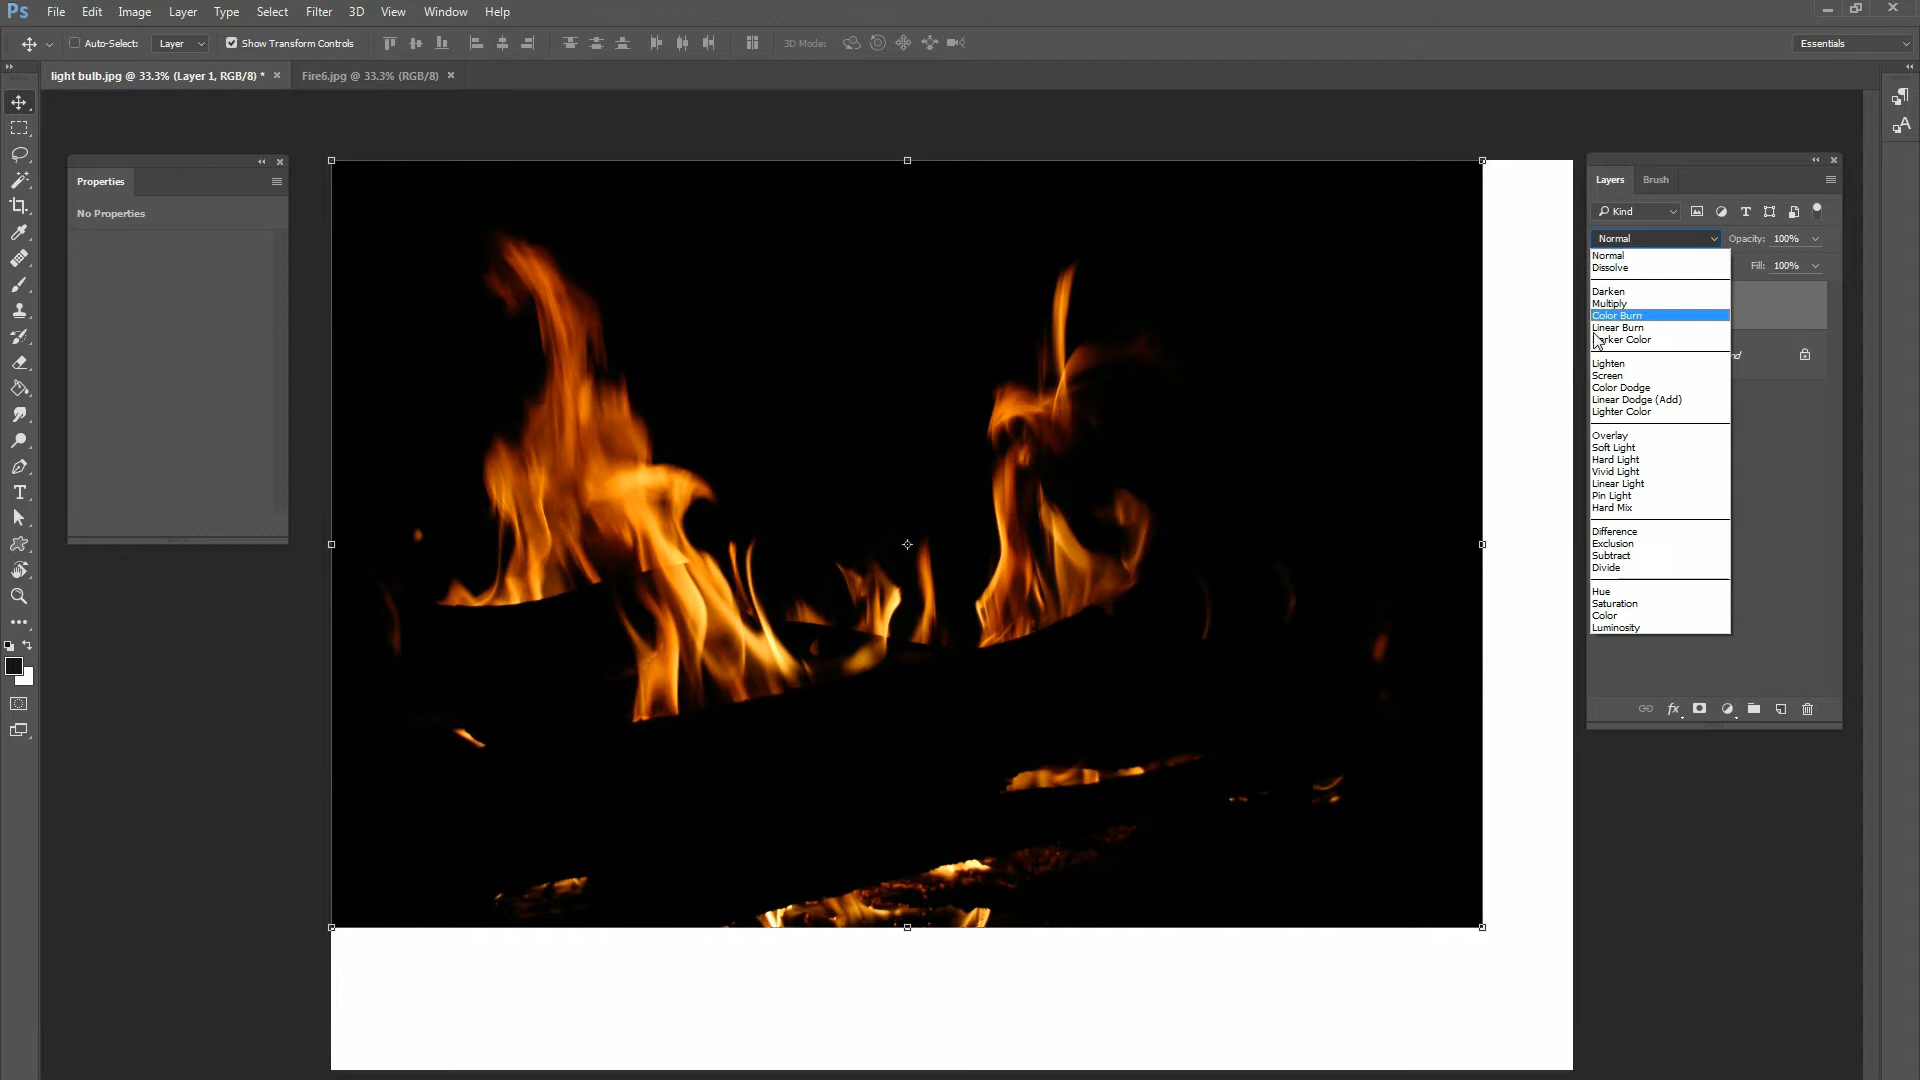 Ps File Edit Image Layer Type Select Filter 3D View Window Help
Auto-Select: Layer Show Transform Controls 3D Mode: Essentials
light bulb.jpg @ 33.3% (Layer 1, RGB/8) * Fire6.jpg @ 33.3% (RGB/8)
Properties
No Properties
Layers Brush
Kind
Normal Opacity: 100%
Fill: 100%
Normal
Dissolve
Darken
Multiply
Color Burn
Linear Burn
Color
Lighten
Screen
Color Dodge
Linear Dodge (Add)
Lighter Color
Overlay
Soft Light
Hard Light
Vivid Light
Linear Light
Pin Light
Hard Mix
Difference
Exclusion
Subtract
Divide
Hue
Saturation
Color
Luminosity
fx